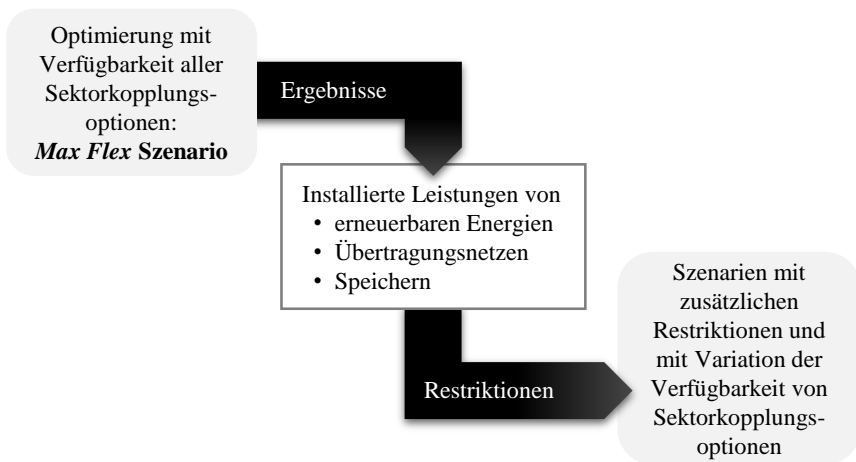 Optimierung mit
Verfügbarkeit aller
Sektorkopplungs-
optionen:
Max Flex Szenario
Ergebnisse
Installierte Leistungen von
• erneuerbaren Energien
• Übertragungsnetzen
• Speichern
Restriktionen
Szenarien mit
zusätzlichen
Restriktionen und
mit Variation der
Verfügbarkeit von
Sektorkopplungs-
optionen